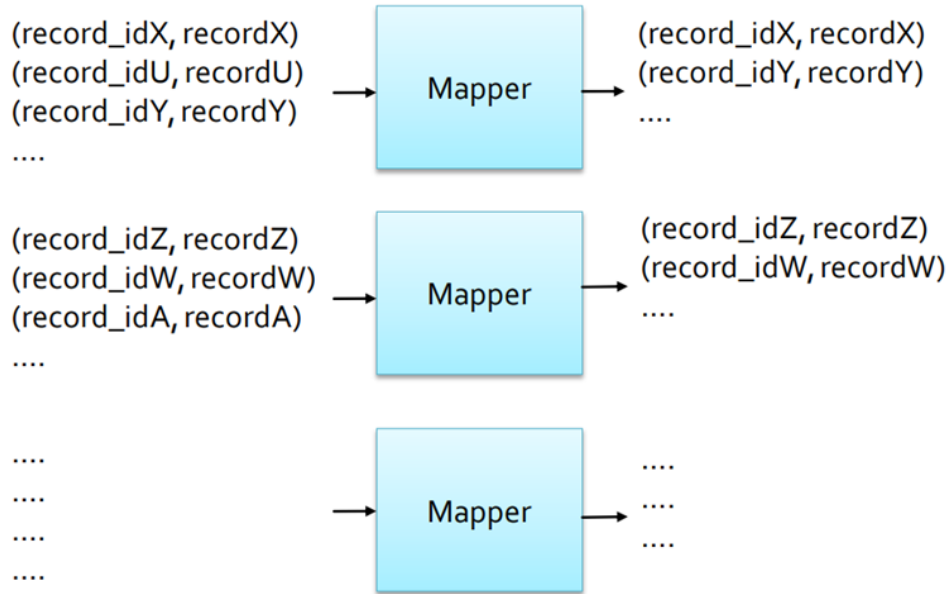 (record_idX, recordX)
(record_idU, recordU)
(record_idY, recordY)
....
Mapper
(record_idX, recordX)
(record_idY, recordY)
....
(record_idZ, recordZ)
(record_idW, recordW)
(record_idA, recordA)
....
Mapper
(record_idZ, recordZ)
(record_idW, recordW)
....
....
....
....
....
Mapper
....
....
....